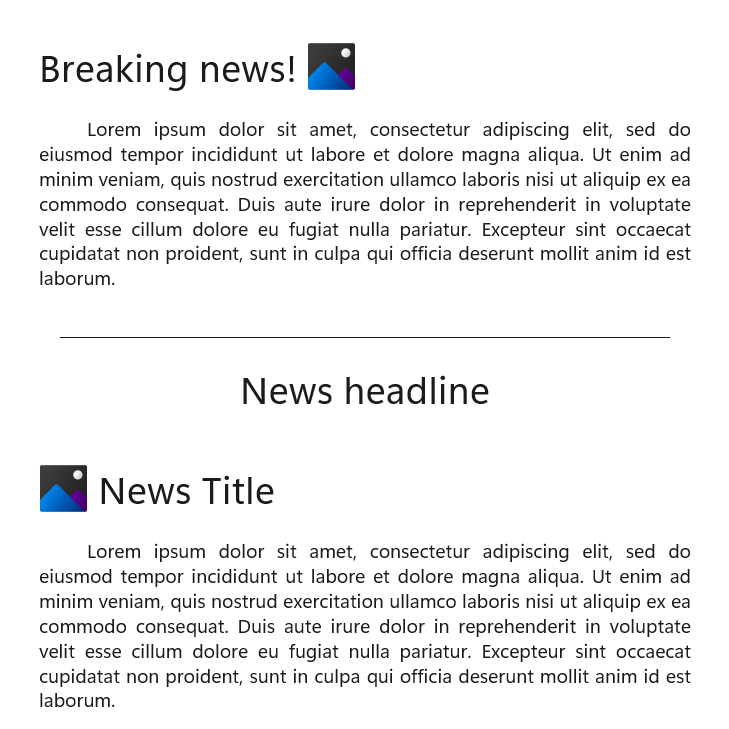 Breaking news!
Lorem ipsum dolor sit amet, consectetur adipiscing elit, sed do
eiusmod tempor incididunt ut labore et dolore magna aliqua. Ut enim ad
minim veniam, quis nostrud exercitation ullamco laboris nisi ut aliquip ex ea
commodo consequat. Duis aute irure dolor in reprehenderit in voluptate
velit esse cillum dolore eu fugiat nulla pariatur. Excepteur sint occaecat
cupidatat non proident, sunt in culpa qui officia deserunt mollit anim id est
laborum.
News headline
News Title
Lorem ipsum dolor sit amet, consectetur adipiscing elit, sed do
eiusmod tempor incididunt ut labore et dolore magna aliqua. Ut enim ad
minim veniam, quis nostrud exercitation ullamco laboris nisi ut aliquip ex ea
commodo consequat. Duis aute irure dolor in reprehenderit in voluptate
velit esse cillum dolore eu fugiat nulla pariatur. Excepteur sint occaecat
cupidatat non proident, sunt in culpa qui officia deserunt mollit anim id est
laborum.